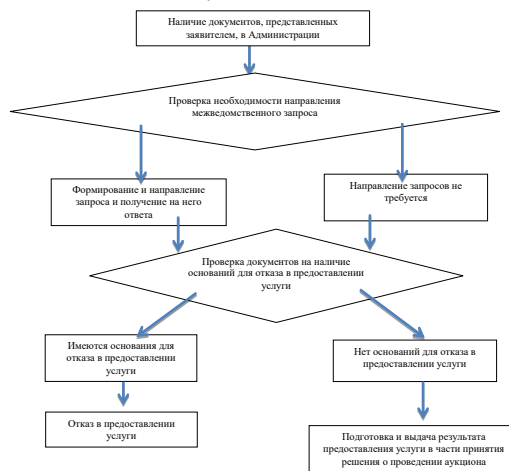 Наличие документов, представленных
заявителем, в Администрации
Проверка необходимости направления
межведомственного запроса
Формирование и направление
запроса и получение на него
ответа
Направление запросов не
требуется
Проверка документов на наличие
оснований для отказа в предоставлении
услуги
Имеются основания для
отказа в предоставлении
услуги
Нет оснований для отказа в
предоставлении услуги
Отказ в предоставлении
услуги
Подготовка и выдача результата
предоставления услуги в части принятия
решения о проведении аукциона